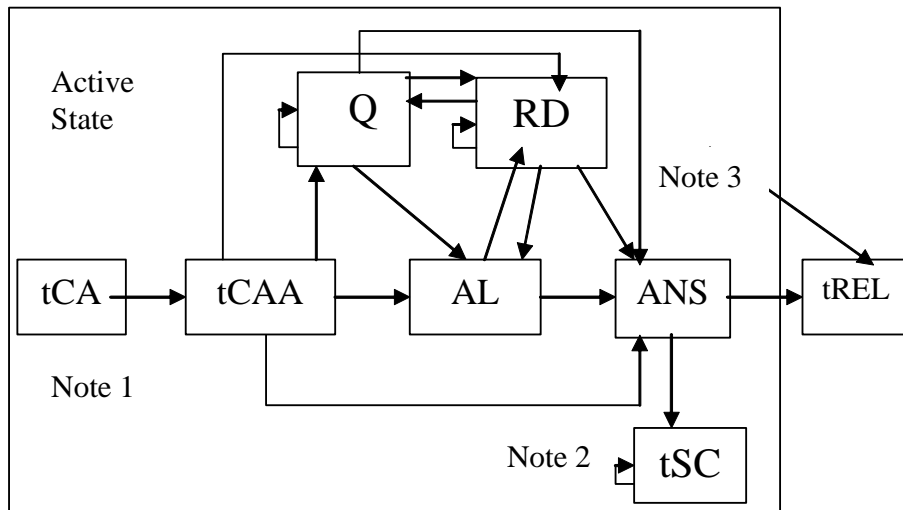 Active
State
Q
RD
Note 3
tCA
tCAA
AL
ANS
tREL
Note 1
Note 2
tSC